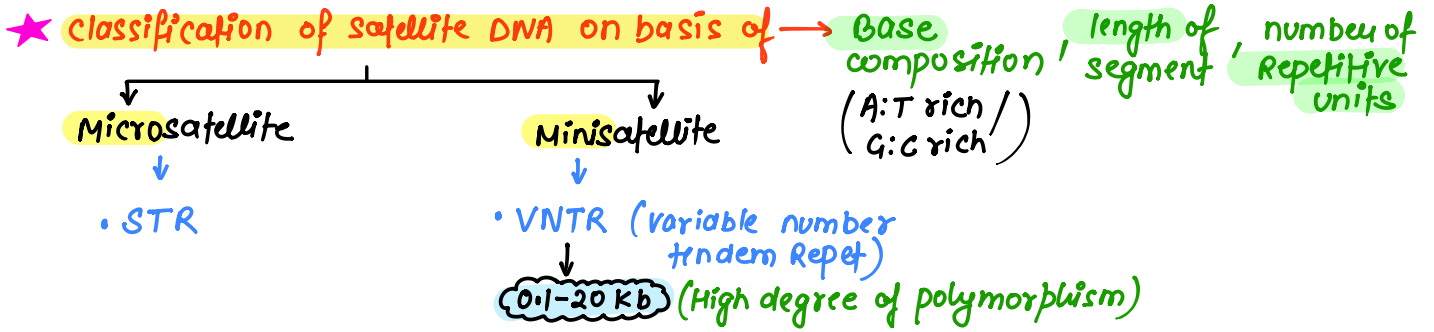 Classification of satellite DNA on basis of → Base composition, length of segment, number of Repetitive units
(A:T rich / G:C rich)
Microsatellite
Minisatellite
• STR
• VNTR (variable number
tendem Repet)
0.1-20 Kb (High degree of polymorphism)